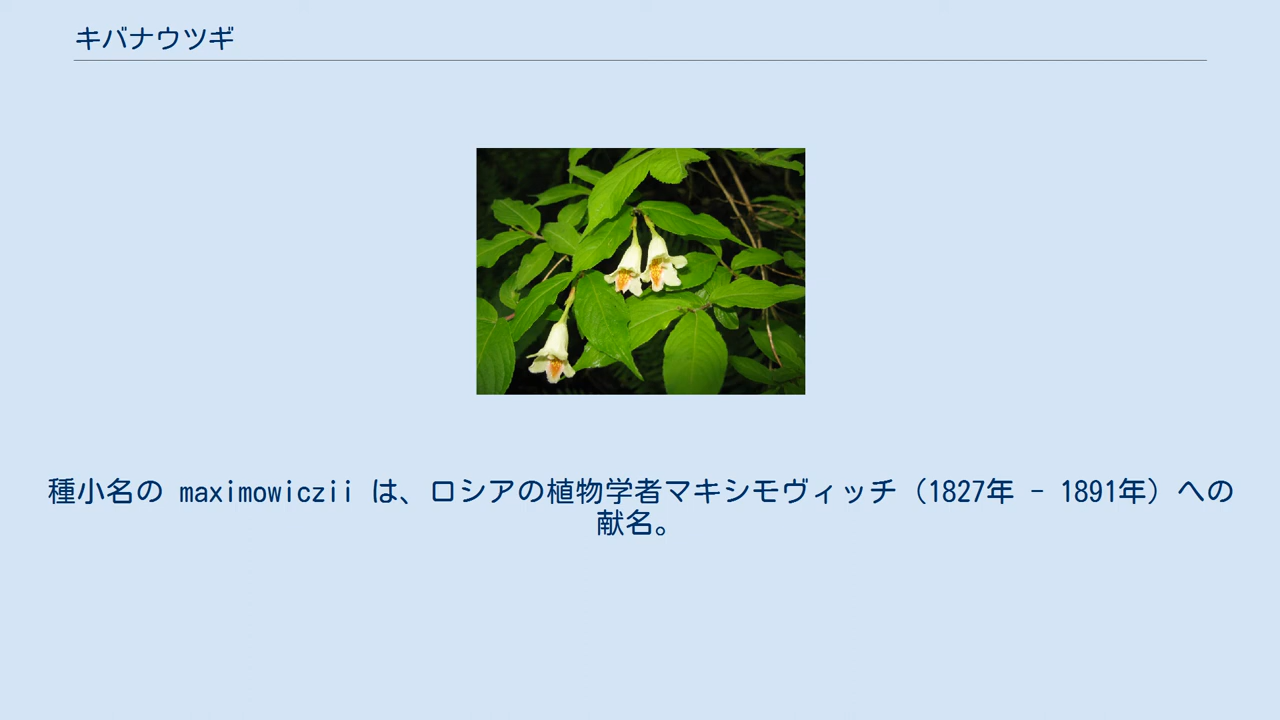 キバナウツギ
種小名の maximowiczii は、ロシアの植物学者マキシモヴィッチ（1827年 - 1891年）への
献名。